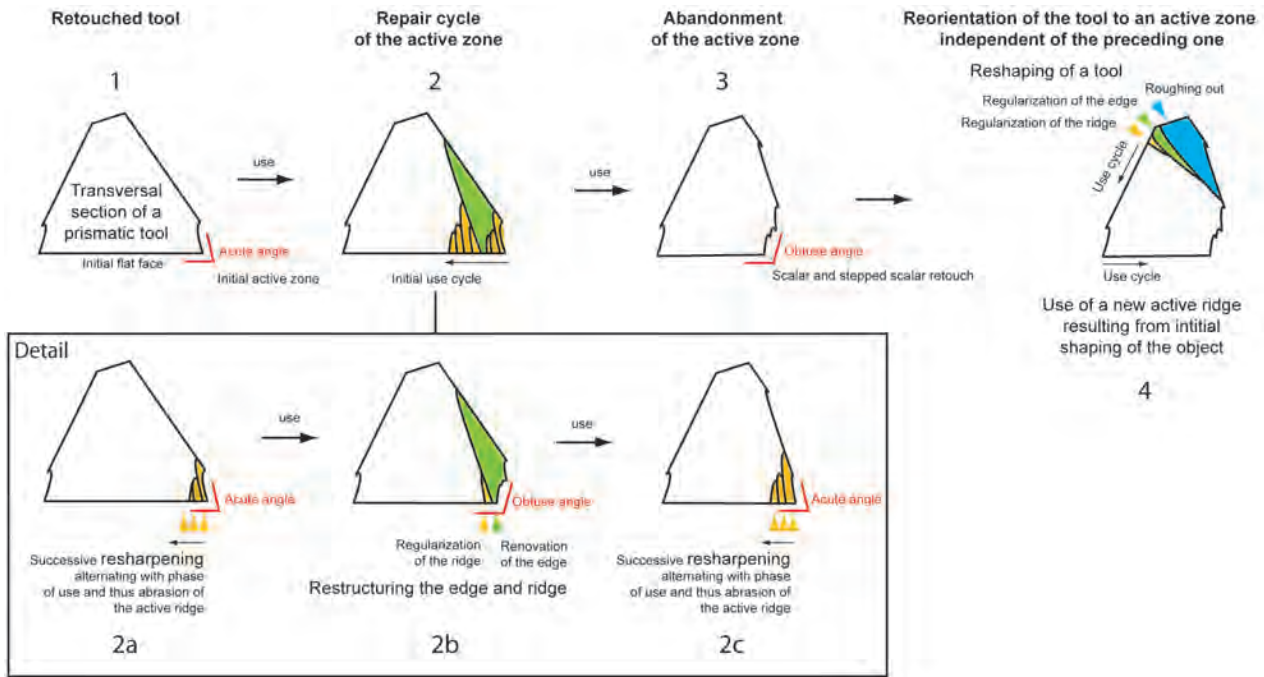 Retouched tool
1
Transversal
section of a
prismatic tool
Initial flat face
Acute angle
Initial active zone
use
Repair cycle
of the active zone
2
Initial use cycle
use
Abandonment
of the active zone
3
Obtuse angle
Scalar and stepped scalar retouch
Reorientation of the tool to an active zone
independent of the preceding one
Reshaping of a tool
Roughing out
Regularization of the edge
Regularization of the ridge
Use cycle
Use cycle
Use of a new active ridge
resulting from intitial
shaping of the object
4
Detail
Acute angle
Successive resharpening
alternating with phase
of use and thus abrasion of
the active ridge
2a
use
Obtuse angle
Regularization
of the ridge
Renovation
of the edge
Restructuring the edge and ridge
2b
use
Acute angle
Successive resharpening
alternating with phase
of use and thus abrasion of
the active ridge
2c